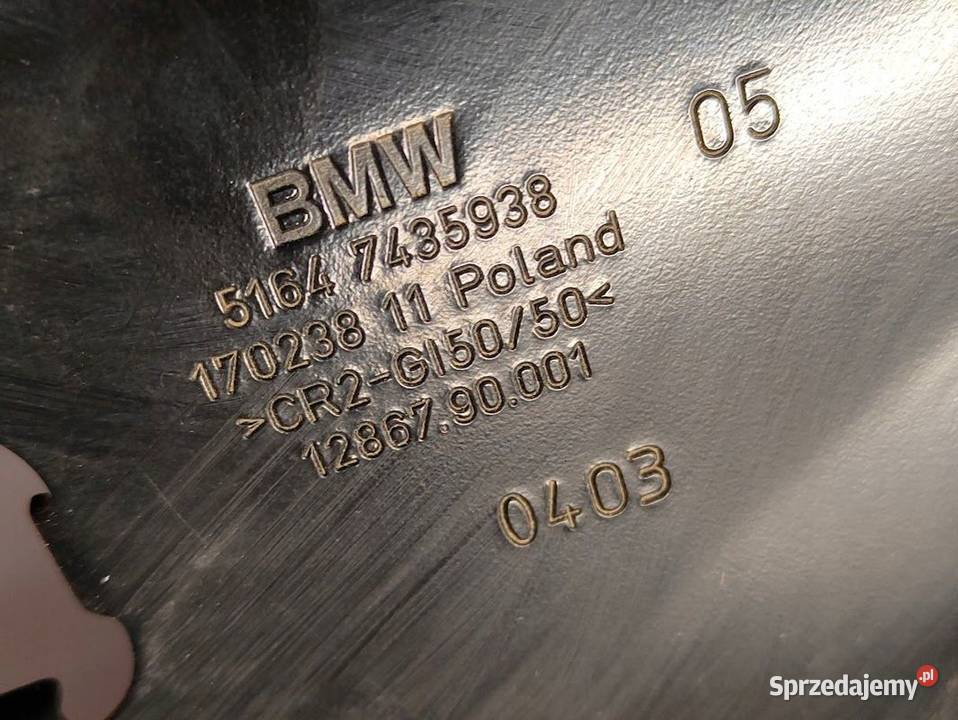 05
BMW
5164 7435938
170238 11 Poland
>CR2-GI50/50<
12867.90.001
0403
Sprzedajemy.pl